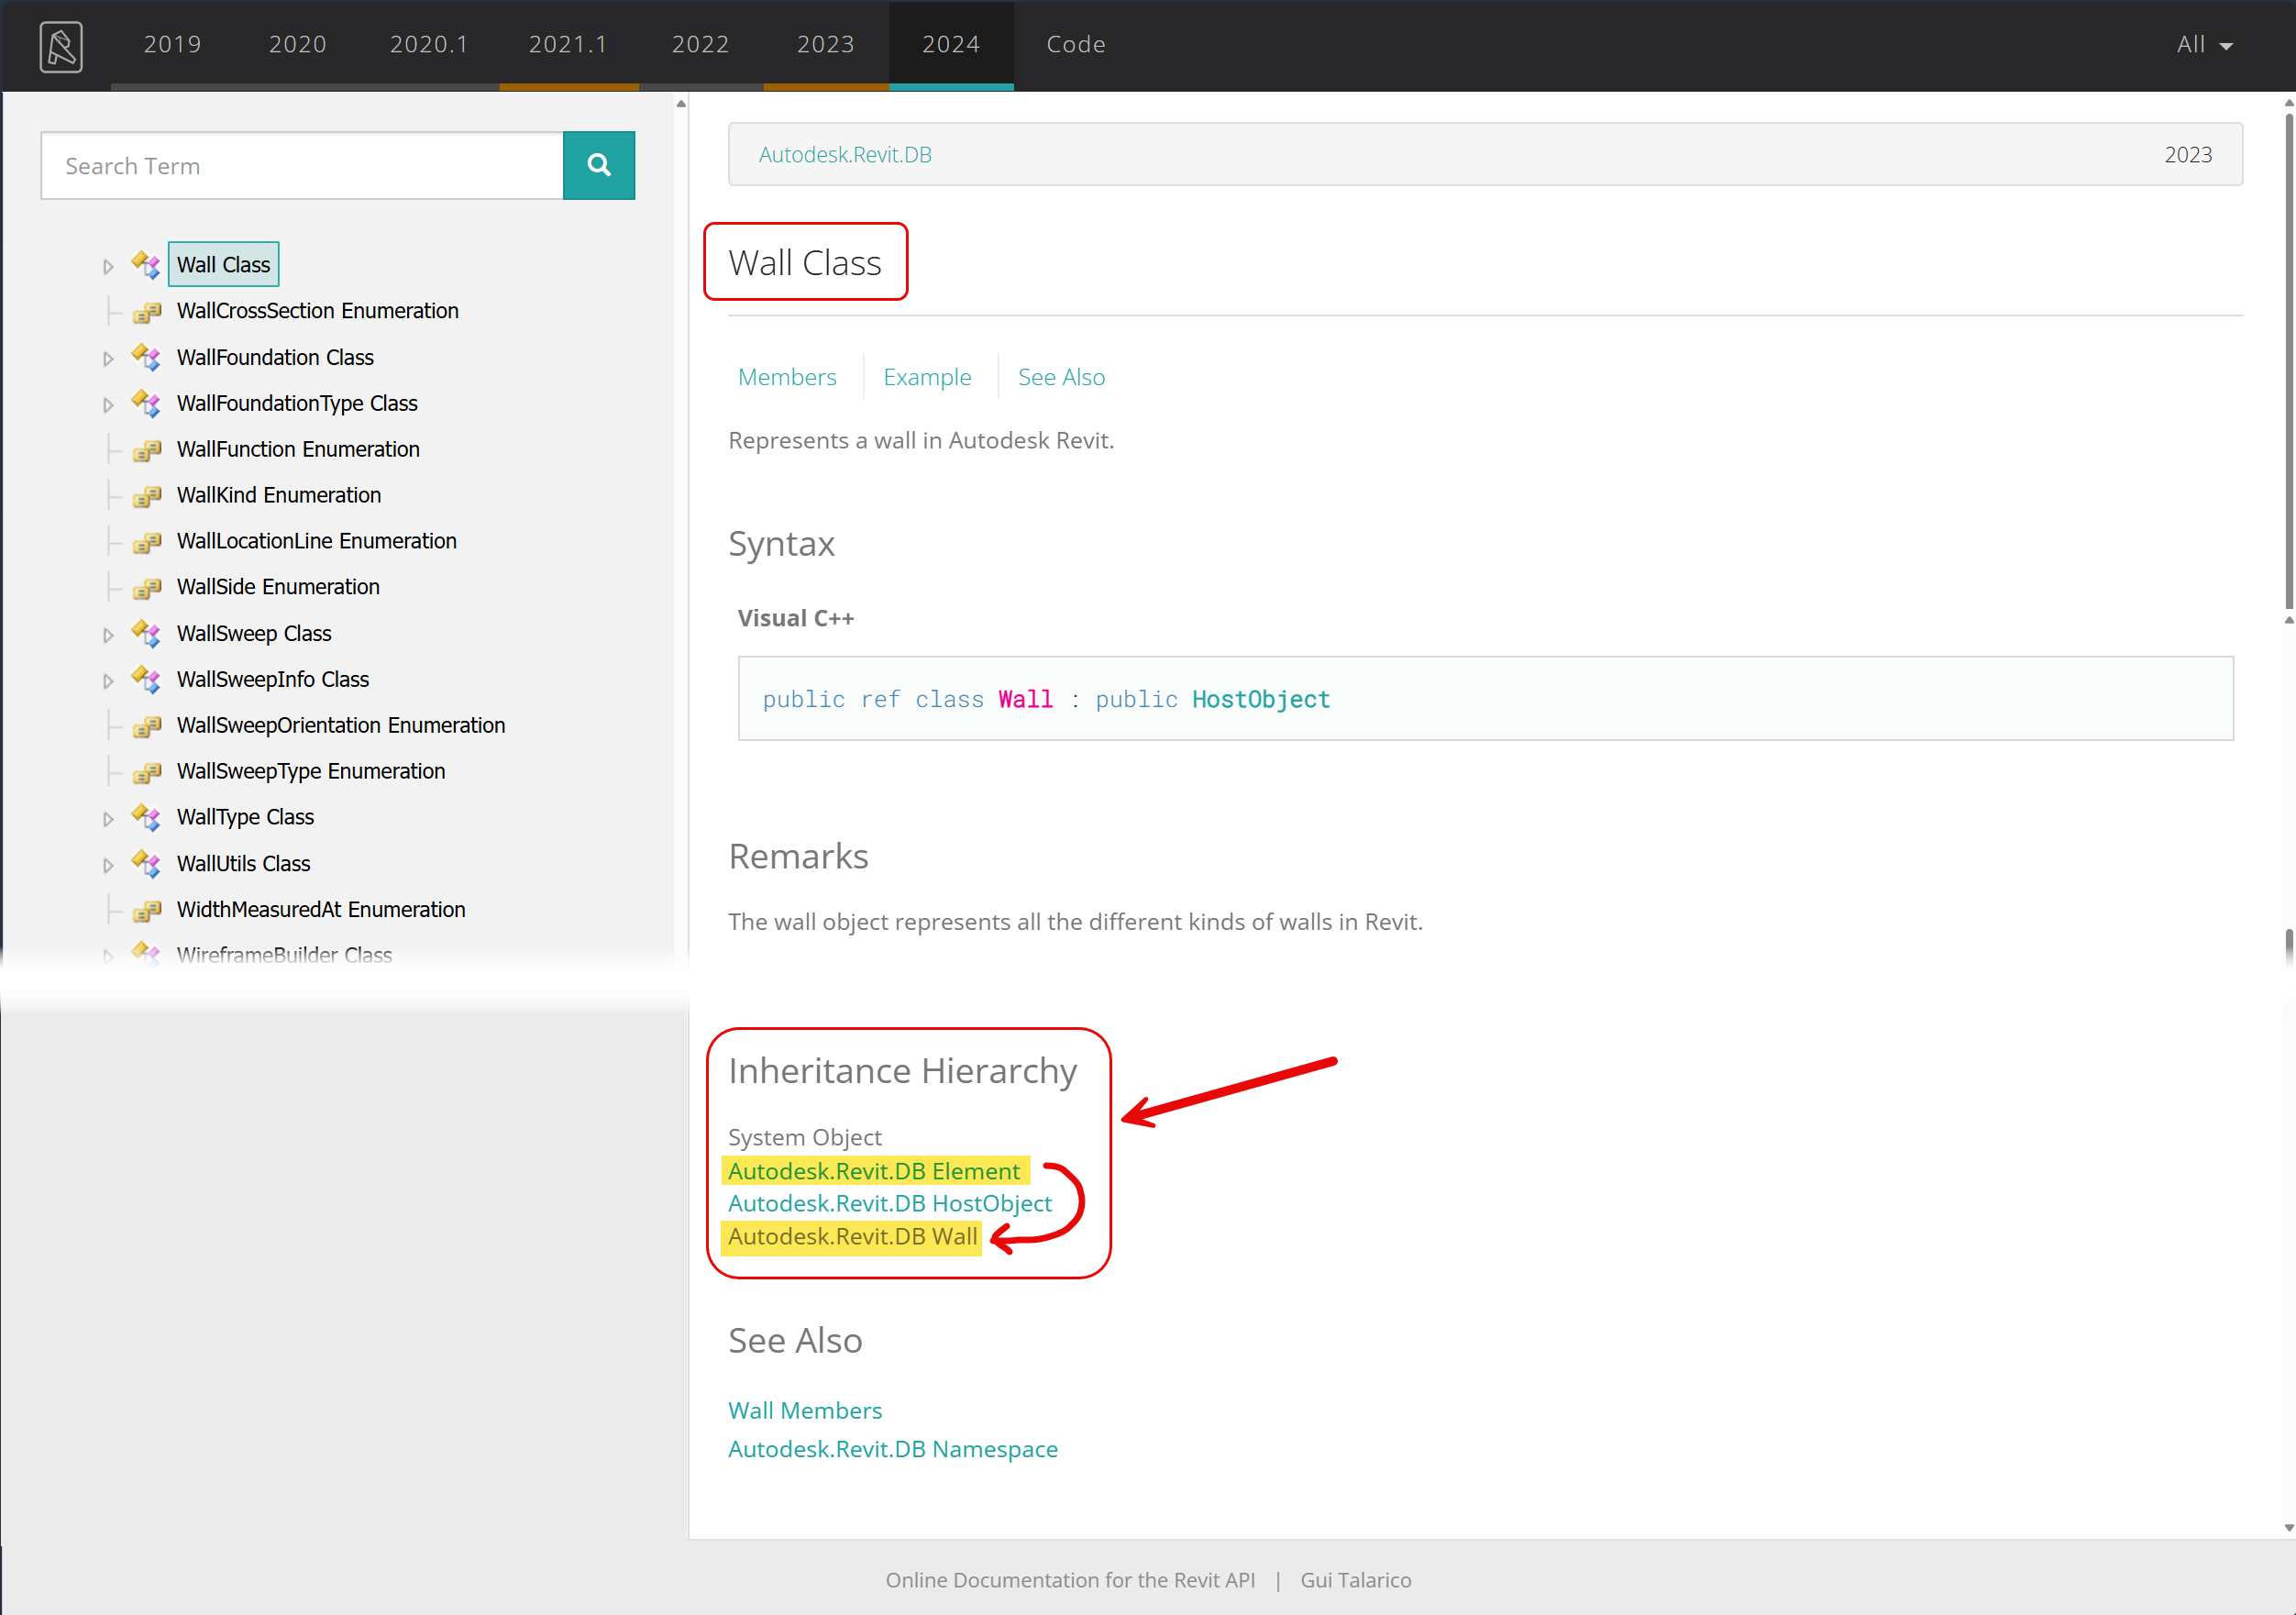 2019 2020 2020.1 2021.1 2022 2023 2024 Code All
Search Term
Wall Class
WallCrossSection Enumeration
WallFoundation Class
WallFoundationType Class
WallFunction Enumeration
WallKind Enumeration
WallLocationLine Enumeration
WallSide Enumeration
WallSweep Class
WallSweepInfo Class
WallSweepOrientation Enumeration
WallSweepType Enumeration
WallType Class
WallUtils Class
WidthMeasuredAt Enumeration
WireframeBuilder Class
Autodesk.Revit.DB 2023
Wall Class
Members Example See Also
Represents a wall in Autodesk Revit.
Syntax
Visual C++
public ref class Wall : public HostObject
Remarks
The wall object represents all the different kinds of walls in Revit.
Inheritance Hierarchy
System Object
Autodesk.Revit.DB Element
Autodesk.Revit.DB HostObject
Autodesk.Revit.DB Wall
See Also
Wall Members
Autodesk.Revit.DB Namespace
Online Documentation for the Revit API | Gui Talarico